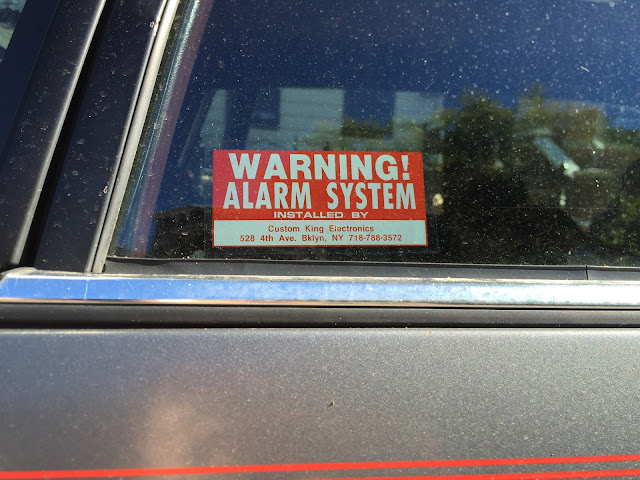 WARNING!
ALARM SYSTEM
INSTALLED BY
Custom King Electronics
528 4th Ave. Bklyn, NY 718-788-3572